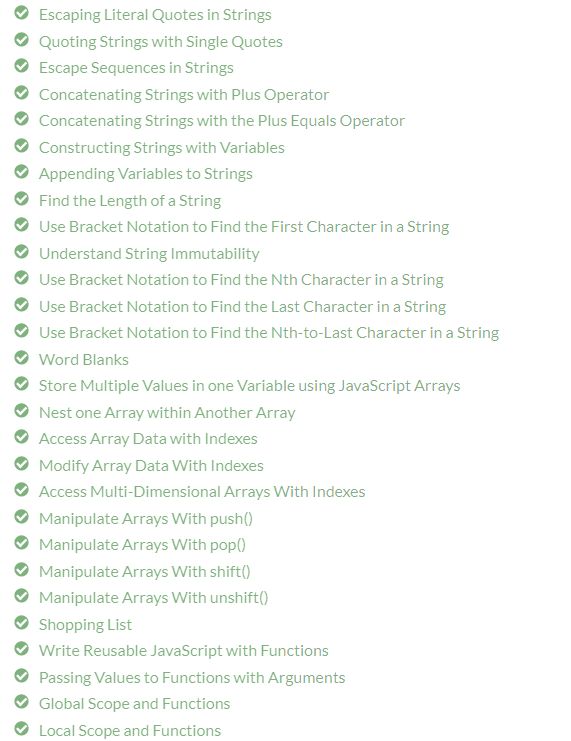 Escaping Literal Quotes in Strings
Quoting Strings with Single Quotes
Escape Sequences in Strings
Concatenating Strings with Plus Operator
Concatenating Strings with the Plus Equals Operator
Constructing Strings with Variables
Appending Variables to Strings
Find the Length of a String
Use Bracket Notation to Find the First Character in a String
Understand String Immutability
Use Bracket Notation to Find the Nth Character in a String
Use Bracket Notation to Find the Last Character in a String
Use Bracket Notation to Find the Nth-to-Last Character in a String
Word Blanks
Store Multiple Values in one Variable using JavaScript Arrays
Nest one Array within Another Array
Access Array Data with Indexes
Modify Array Data With Indexes
Access Multi-Dimensional Arrays With Indexes
Manipulate Arrays With push()
Manipulate Arrays With pop()
Manipulate Arrays With shift()
Manipulate Arrays With unshift()
Shopping List
Write Reusable JavaScript with Functions
Passing Values to Functions with Arguments
Global Scope and Functions
Local Scope and Functions